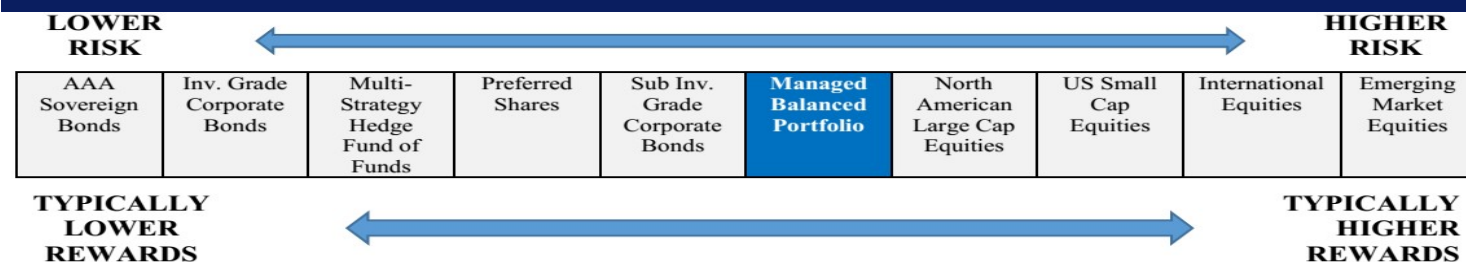 LOWER
RISK
HIGHER
RISK
AAA
Sovereign
Bonds
Inv. Grade
Corporate
Bonds
Multi-
Strategy
Hedge
Fund of
Funds
Preferred
Shares
Sub Inv.
Grade
Corporate
Bonds
Managed
Balanced
Portfolio
North
American
Large Cap
Equities
US Small
Cap
Equities
International
Equities
Emerging
Market
Equities
TYPICALLY
LOWER
REWARDS
TYPICALLY
HIGHER
REWARDS